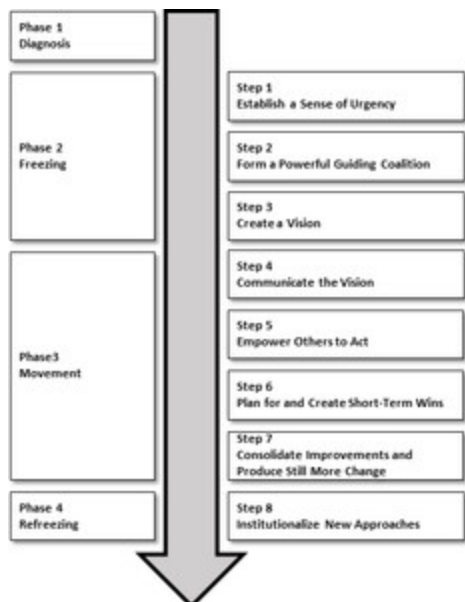 Phase 1
Diagnosis
Phase 2
Freezing
Phase3
Movement
Phase 4
Refreezing
Step 1
Establish a Sense of Urgency
Step 2
Form a Powerful Guiding Coalition
Step 3
Create a Vision
Step 4
Communicate the Vision
Step 5
Empower Others to Act
Step 6
Plan for and Create Short-Term Wins
Step 7
Consolidate Improvements and
Produce Still More Change
Step 8
Institutionalize New Approaches